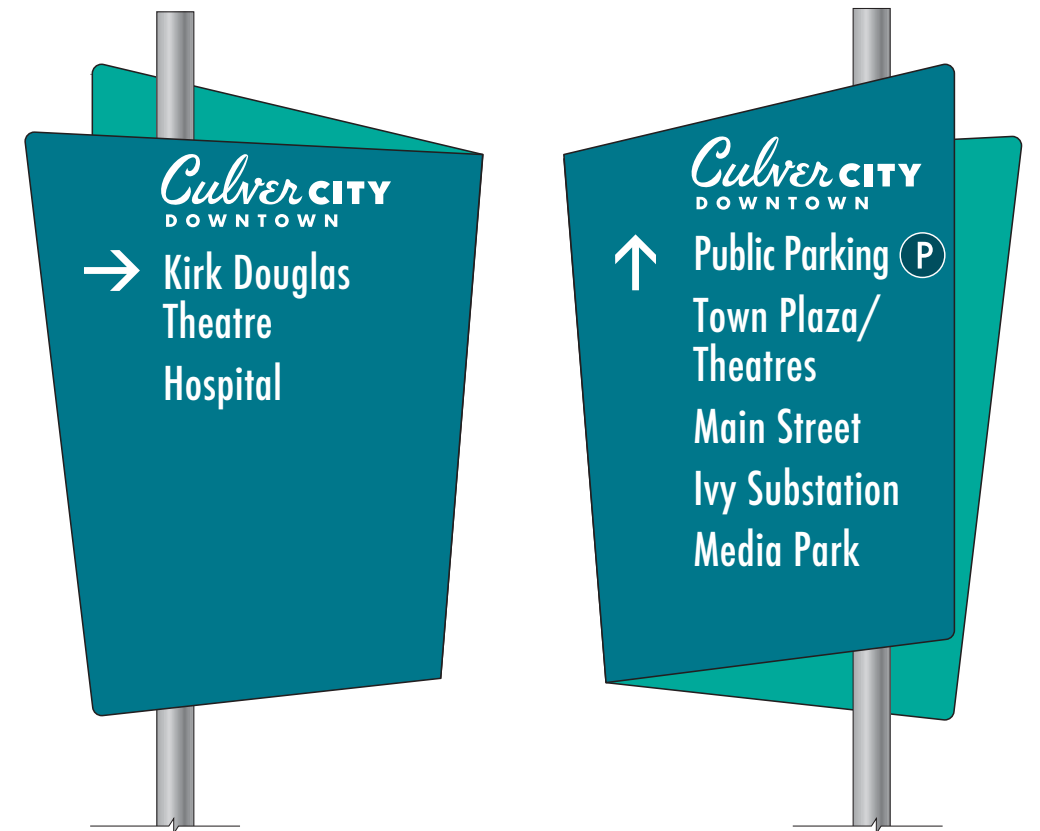 Culver CITY
DOWNTOWN
→ Kirk Douglas
Theatre
Hospital
Culver CITY
DOWNTOWN
↑ Public Parking P
Town Plaza/
Theatres
Main Street
Ivy Substation
Media Park